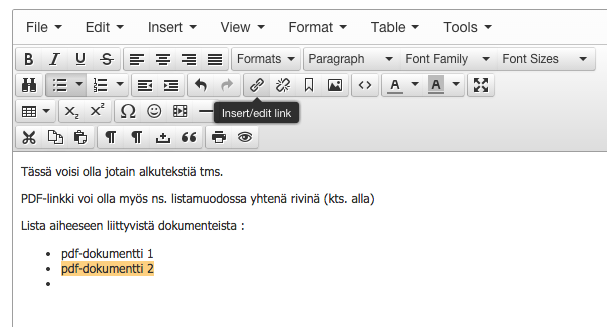 File Edit Insert View Format Table Tools
B I U S Formats Paragraph Font Family Font Sizes
A A
x₂ x² Ω
Insert/edit link
Tässä voisi olla jotain alkutekstiä tms.
PDF-linkki voi olla myös ns. listamuodossa yhtenä rivinä (kts. alla)
Lista aiheeseen liittyvistä dokumenteista :
• pdf-dokumentti 1
• pdf-dokumentti 2
•